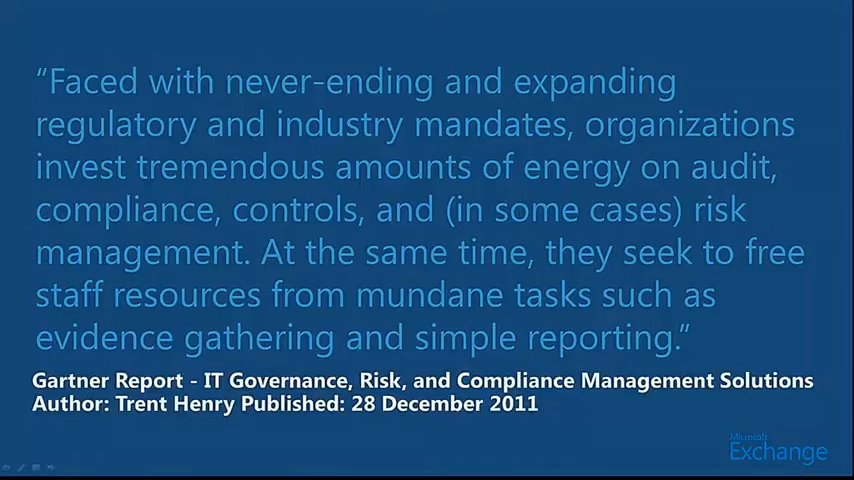 “Faced with never-ending and expanding
regulatory and industry mandates, organizations
invest tremendous amounts of energy on audit,
compliance, controls, and (in some cases) risk
management. At the same time, they seek to free
staff resources from mundane tasks such as
evidence gathering and simple reporting.”
Gartner Report - IT Governance, Risk, and Compliance Management Solutions
Author: Trent Henry Published: 28 December 2011
Microsoft
Exchange